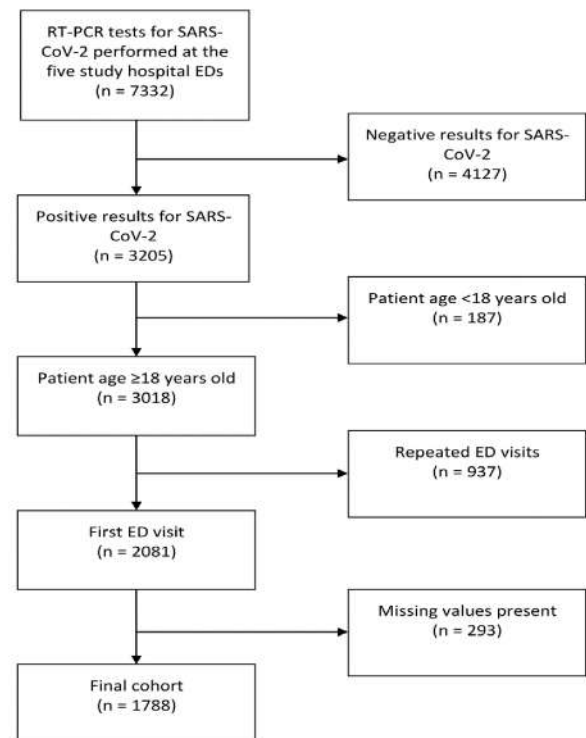 RT-PCR tests for SARS-
CoV-2 performed at the
five study hospital EDs
(n = 7332)
Negative results for SARS-
CoV-2
(n = 4127)
Positive results for SARS-
CoV-2
(n = 3205)
Patient age <18 years old
(n = 187)
Patient age ≥18 years old
(n = 3018)
Repeated ED visits
(n = 937)
First ED visit
(n = 2081)
Missing values present
(n = 293)
Final cohort
(n = 1788)